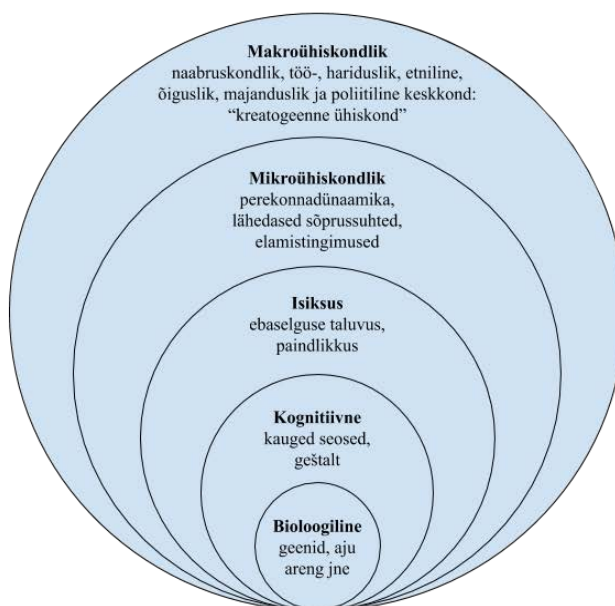 Makroühiskondlik
naabruskondlik, töö-, hariduslik, etniline,
õiguslik, majanduslik ja poliitiline keskkond:
“kreatogeenne ühiskond”
Mikroühiskondlik
perekonnadünaamika,
lähedased sõprussuhted,
elamistingimused
Isiksus
ebaselguse taluvus,
paindlikkus
Kognitiivne
kauged seosed,
geštalt
Bioloogiline
geenid, aju
areng jne